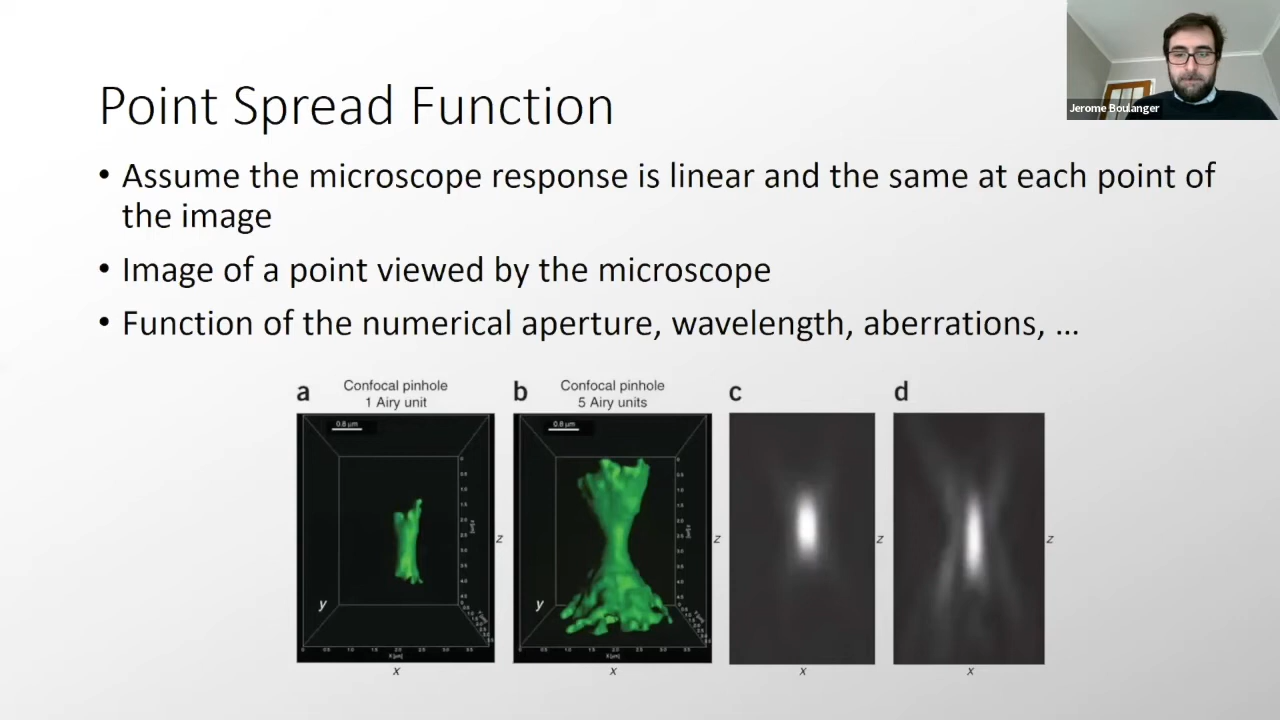 Jerome Boulanger
Point Spread Function
• Assume the microscope response is linear and the same at each point of
the image
• Image of a point viewed by the microscope
• Function of the numerical aperture, wavelength, aberrations, ...
a
Confocal pinhole
1 Airy unit
b
Confocal pinhole
5 Airy units
c
d
0.8 µm
0.8 µm
z
z
z
z
y
y
x
x
x
x